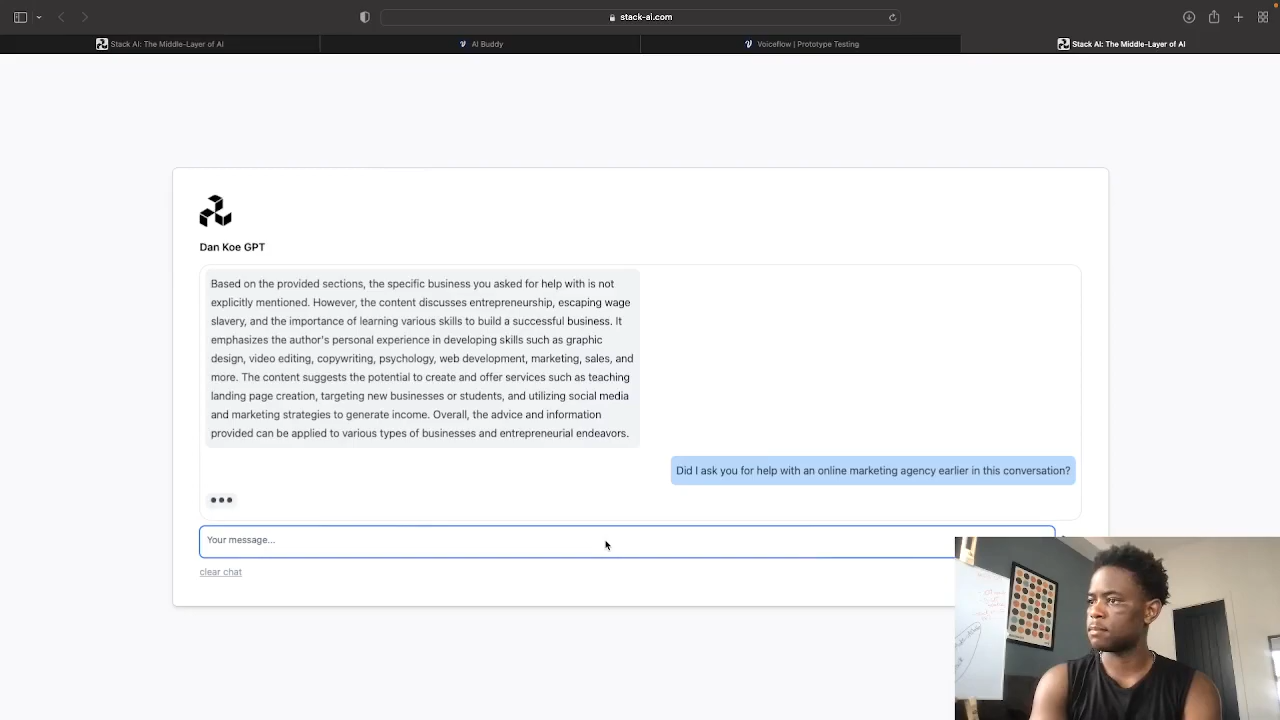 stack-ai.com
Stack AI: The Middle-Layer of AI
AI Buddy
Voiceflow | Prototype Testing
Stack AI: The Middle-Layer of AI
Dan Koe GPT
Based on the provided sections, the specific business you asked for help with is not
explicitly mentioned. However, the content discusses entrepreneurship, escaping wage
slavery, and the importance of learning various skills to build a successful business. It
emphasizes the author's personal experience in developing skills such as graphic
design, video editing, copywriting, psychology, web development, marketing, sales, and
more. The content suggests the potential to create and offer services such as teaching
landing page creation, targeting new businesses or students, and utilizing social media
and marketing strategies to generate income. Overall, the advice and information
provided can be applied to various types of businesses and entrepreneurial endeavors.
Did I ask you for help with an online marketing agency earlier in this conversation?
Your message...
clear chat